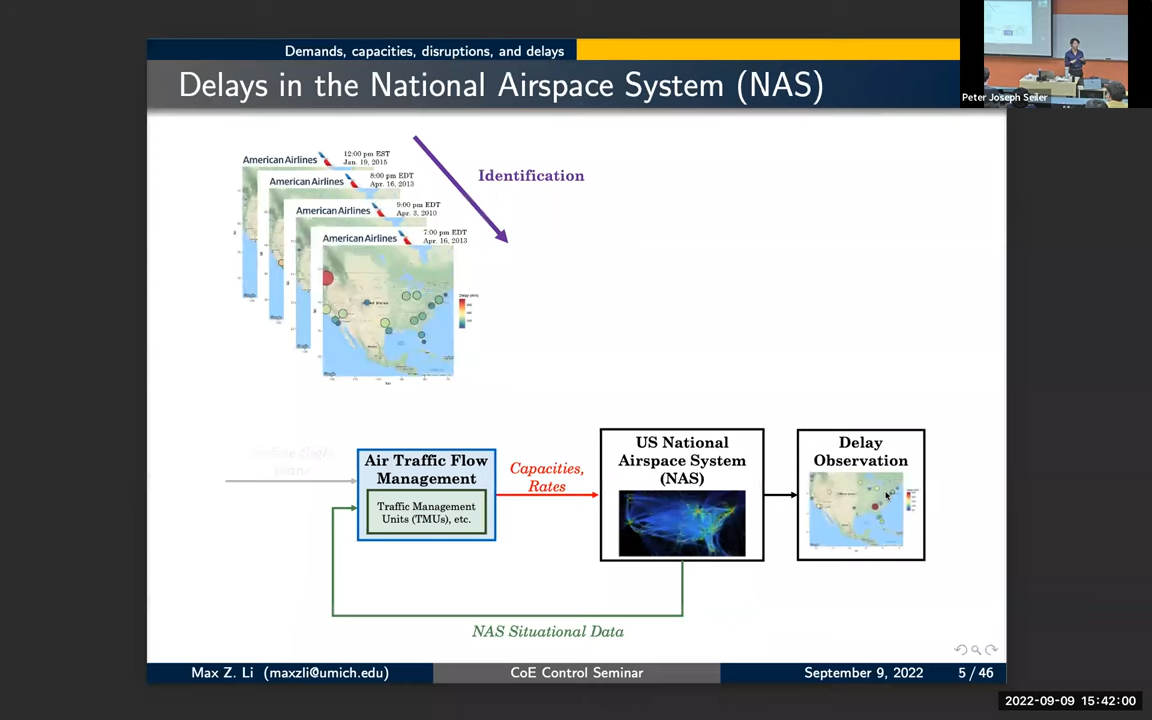 Demands, capacities, disruptions, and delays
Delays in the National Airspace System (NAS)
Peter Joseph Seiler
American Airlines
12:00 pm EST
Jan. 19, 2015
American Airlines
8:00 pm EDT
Apr. 16, 2013
American Airlines
9:00 pm EDT
Apr. 3, 2010
American Airlines
7:00 pm EDT
Apr. 16, 2013
Identification
Air Traffic Flow
Management
Traffic Management
Units (TMUs), etc.
Capacities,
Rates
US National
Airspace System
(NAS)
Delay
Observation
NAS Situational Data
Max Z. Li (maxzli@umich.edu)
CoE Control Seminar
September 9, 2022
5 / 46
2022-09-09 15:42:00